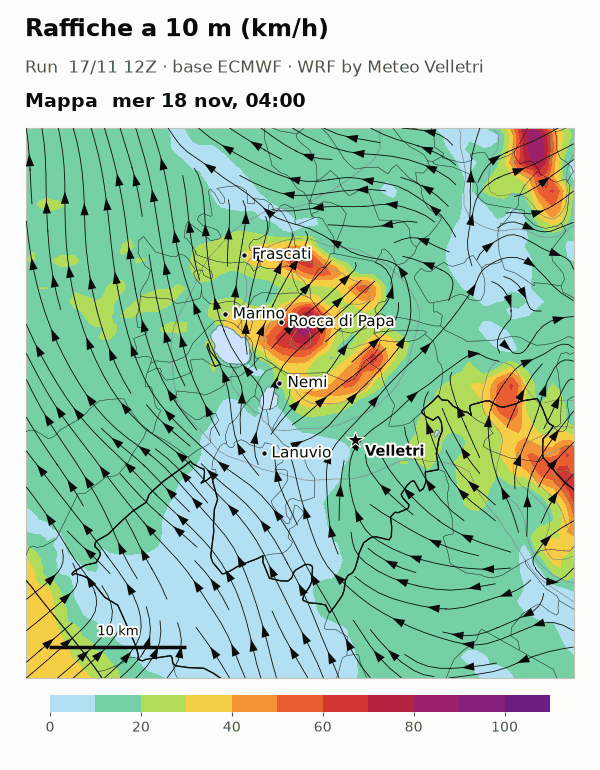 Raffiche a 10 m (km/h)
Run  17/11 12Z · base ECMWF · WRF by Meteo Velletri
Mappa  mer 18 nov, 04:00
Frascati
Marino
Rocca di Papa
Nemi
Velletri
Lanuvio
10 km
0 20 40 60 80 100